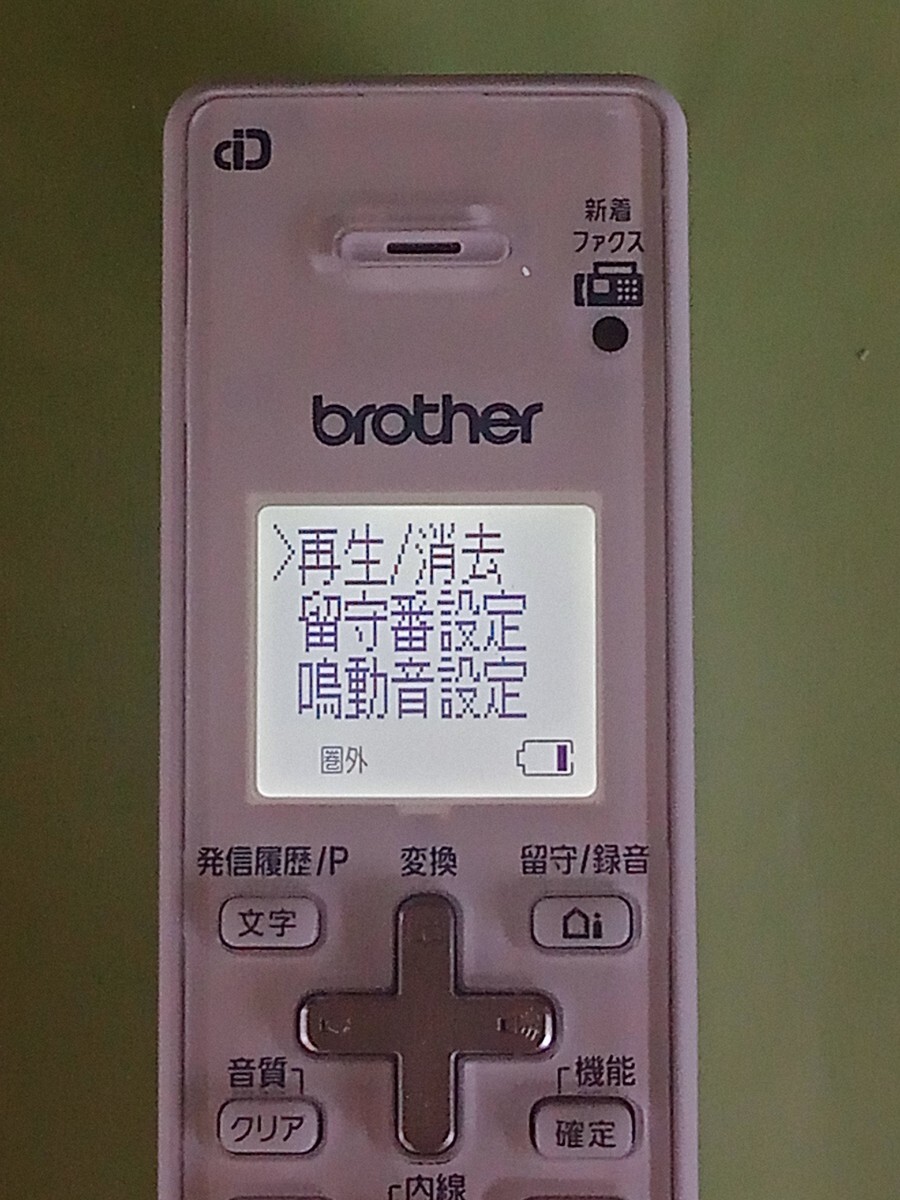 新着
ファクス
brother
>再生/消去
留守番設定
鳴動音設定
圏外
発信履歴/P 変換 留守/録音
文字
音質 機能
クリア 確定
内線